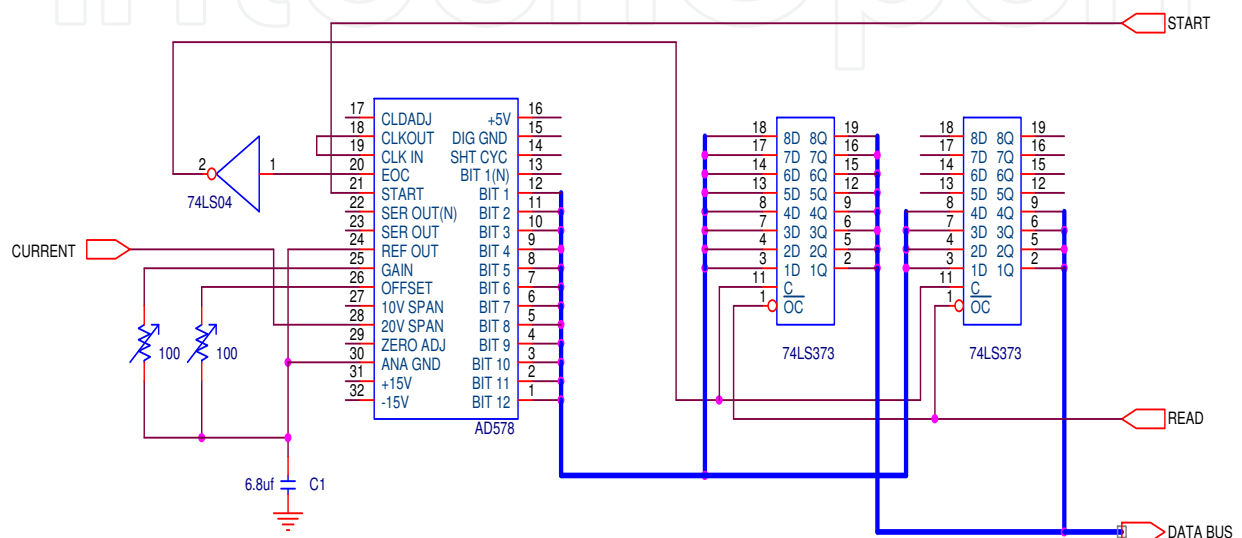 START
17 CLDADJ +5V 16
18 CLKOUT DIG GND 15
19 CLK IN SHT CYC 14
20 EOC BIT 1(N) 13
21 START BIT 1 12
22 SER OUT(N) BIT 2 11
23 SER OUT BIT 3 10
24 REF OUT BIT 4 9
25 GAIN BIT 5 8
26 OFFSET BIT 6 7
27 10V SPAN BIT 7 6
28 20V SPAN BIT 8 5
29 ZERO ADJ BIT 9 4
30 ANA GND BIT 10 3
31 +15V BIT 11 2
32 -15V BIT 12 1
AD578
2 1
74LS04
CURRENT
100 100
6.8uf C1
18 8D 8Q 19
17 7D 7Q 16
14 6D 6Q 15
13 5D 5Q 12
8 4D 4Q 9
7 3D 3Q 6
4 2D 2Q 5
3 1D 1Q 2
11 C
1 OC
74LS373
18 8D 8Q 19
17 7D 7Q 16
14 6D 6Q 15
13 5D 5Q 12
8 4D 4Q 9
7 3D 3Q 6
4 2D 2Q 5
3 1D 1Q 2
11 C
1 OC
74LS373
READ
DATA BUS